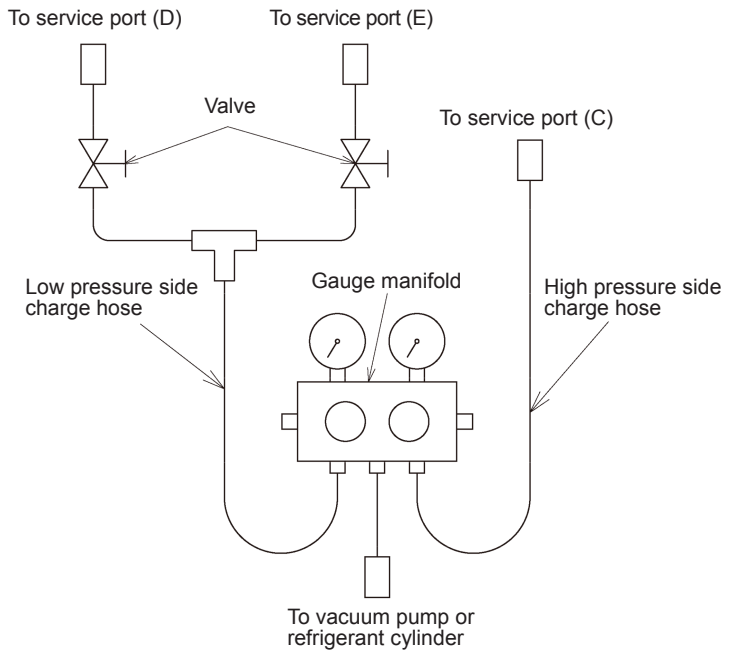 To service port (D)
To service port (E)
Valve
To service port (C)
Low pressure side
charge hose
Gauge manifold
High pressure side
charge hose
To vacuum pump or
refrigerant cylinder